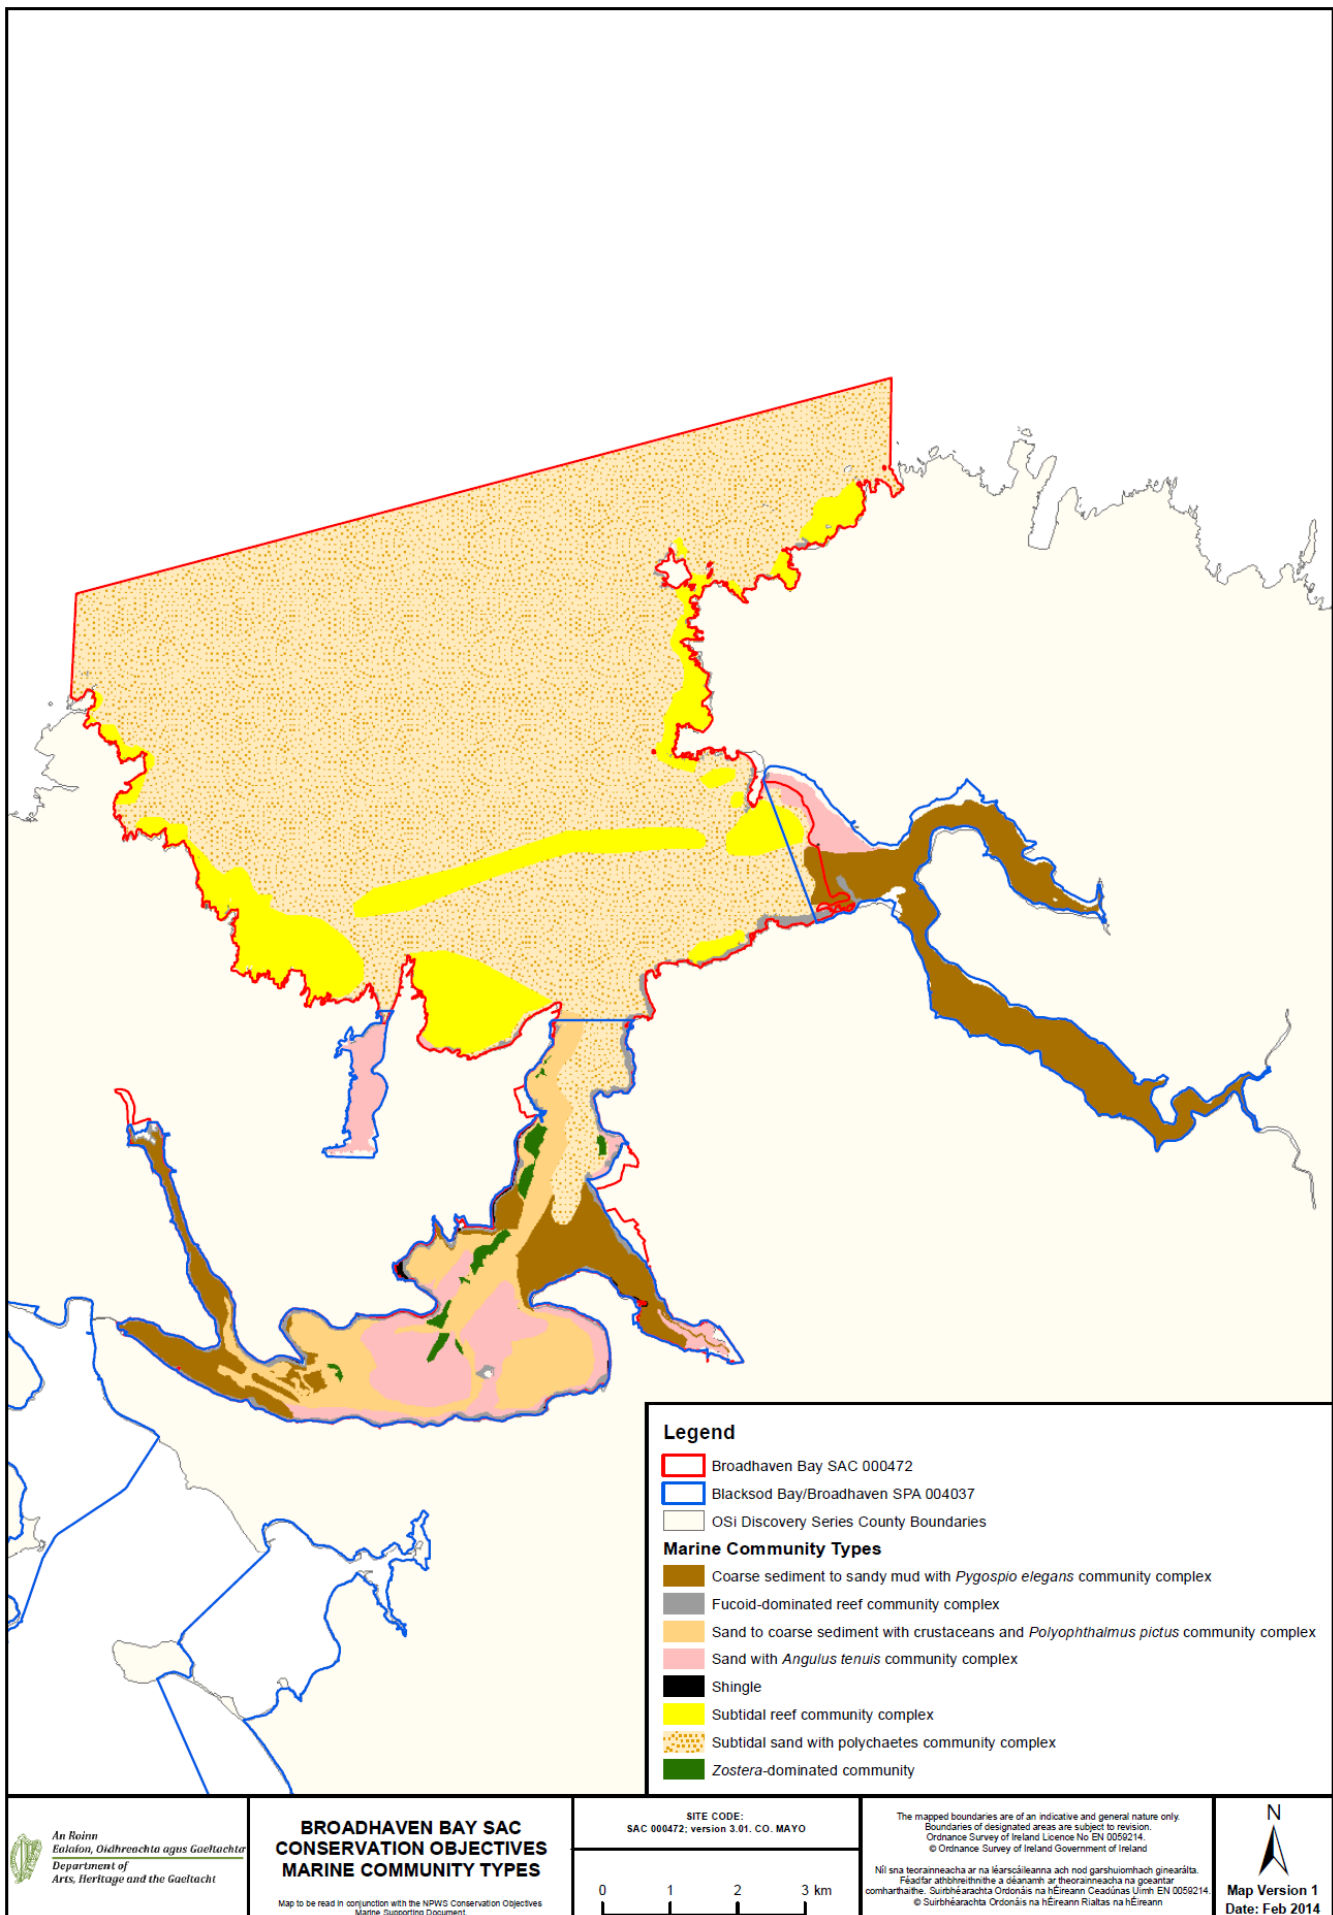 Legend
Broadhaven Bay SAC 000472
Blacksod Bay/Broadhaven SPA 004037
OSi Discovery Series County Boundaries
Marine Community Types
Coarse sediment to sandy mud with Pygospio elegans community complex
Fucoid-dominated reef community complex
Sand to coarse sediment with crustaceans and Polyophthalmus pictus community complex
Sand with Angulus tenuis community complex
Shingle
Subtidal reef community complex
Subtidal sand with polychaetes community complex
Zostera-dominated community
An Roinn
Ealaíon, Oidhreachta agus Gaeltachta
Department of
Arts, Heritage and the Gaeltacht
BROADHAVEN BAY SAC
CONSERVATION OBJECTIVES
MARINE COMMUNITY TYPES
Map to be read in conjunction with the NPWS Conservation Objectives
Marine Supporting Document.
SITE CODE:
SAC 000472; version 3.01. CO. MAYO
0 1 2 3 km
The mapped boundaries are of an indicative and general nature only.
Boundaries of designated areas are subject to revision.
Ordnance Survey of Ireland Licence No EN 0059214.
© Ordnance Survey of Ireland Government of Ireland
Níl sna teorainneacha ar na léarscáileanna ach nod garshuiomhach ginearálta.
Féadfar athbhreithnithe a déanamh ar theorainneacha na gceantar
comharthaithe. Suirbhéarachta Ordonáis na hÉireann Ceadúnas Uimh EN 0059214.
© Suirbhéarachta Ordonáis na hÉireann Rialtas na hÉireann
N
Map Version 1
Date: Feb 2014